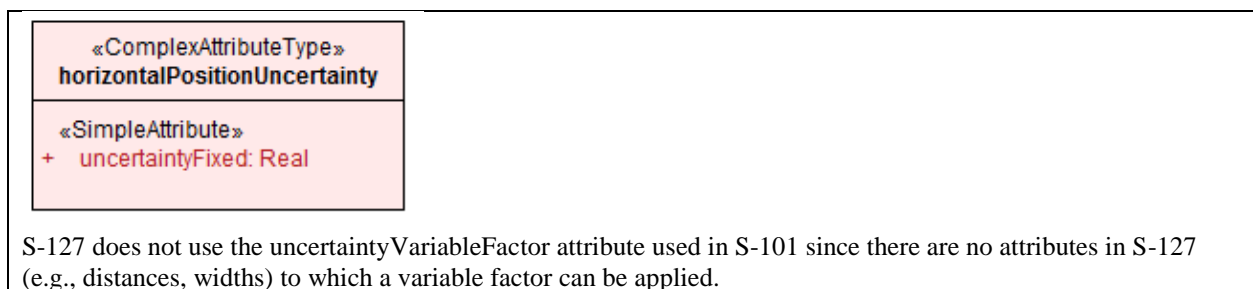 «ComplexAttributeType»
horizontalPositionUncertainty
«SimpleAttribute»
+ uncertaintyFixed: Real
S-127 does not use the uncertaintyVariableFactor attribute used in S-101 since there are no attributes in S-127
(e.g., distances, widths) to which a variable factor can be applied.